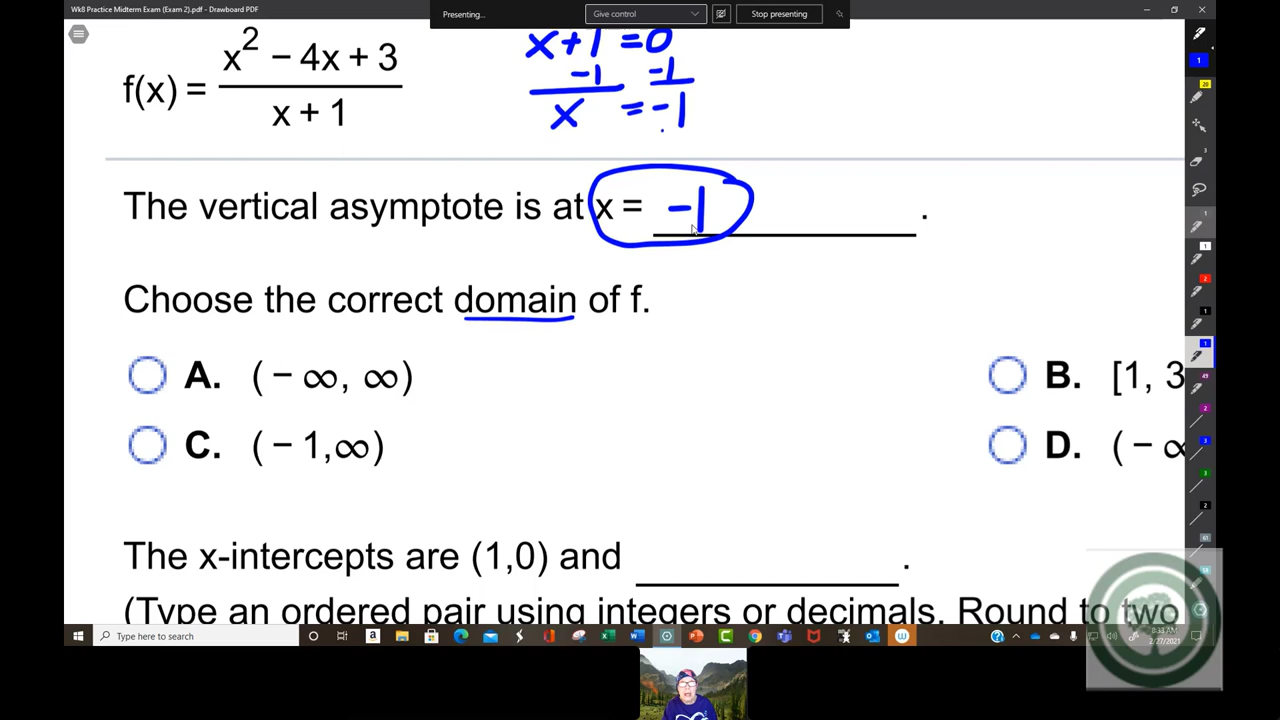 Wk8 Practice Midterm Exam (Exam 2).pdf - Drawboard PDF
Presenting...
Give control
Stop presenting
f(x) = x² − 4x + 3
x + 1
x+1 =0
-1 -1
x =-1
The vertical asymptote is at x = -1 .
Choose the correct domain of f.
A. ( − ∞, ∞)
B. [1, 3
C. ( − 1,∞)
D. ( − ∞
The x-intercepts are (1,0) and .
(Type an ordered pair using integers or decimals. Round to two
Type here to search
2/27/2021